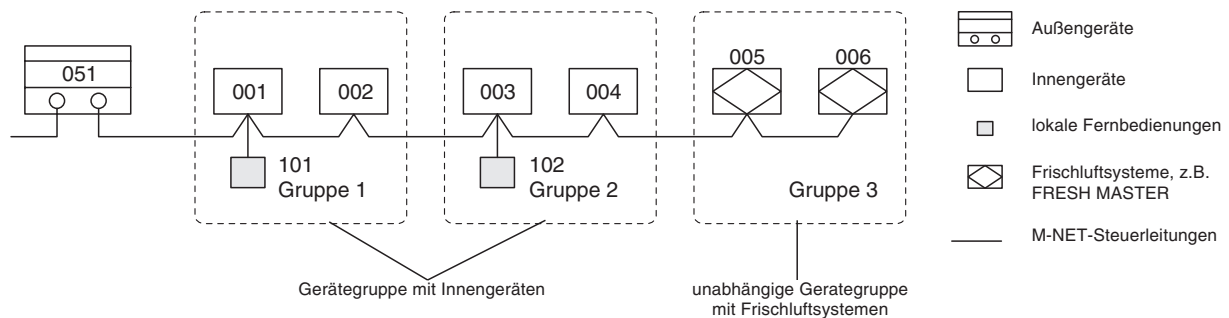 051
001
002
003
004
005
006
101
Gruppe 1
102
Gruppe 2
Gruppe 3
Gerätegruppe mit Innengeräten
unabhängige Gerategruppe
mit Frischluftsystemen
Außengeräte
Innengeräte
lokale Fernbedienungen
Frischluftsysteme, z.B.
FRESH MASTER
M-NET-Steuerleitungen